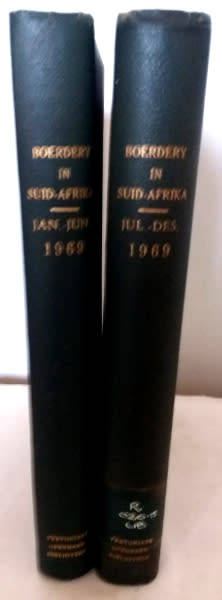 BOERDERY
IN
SUID-AFRIKA
JAN.-JUN.
1969
BOERDERY
IN
SUID-AFRIKA
JUL.-DES.
1969
R